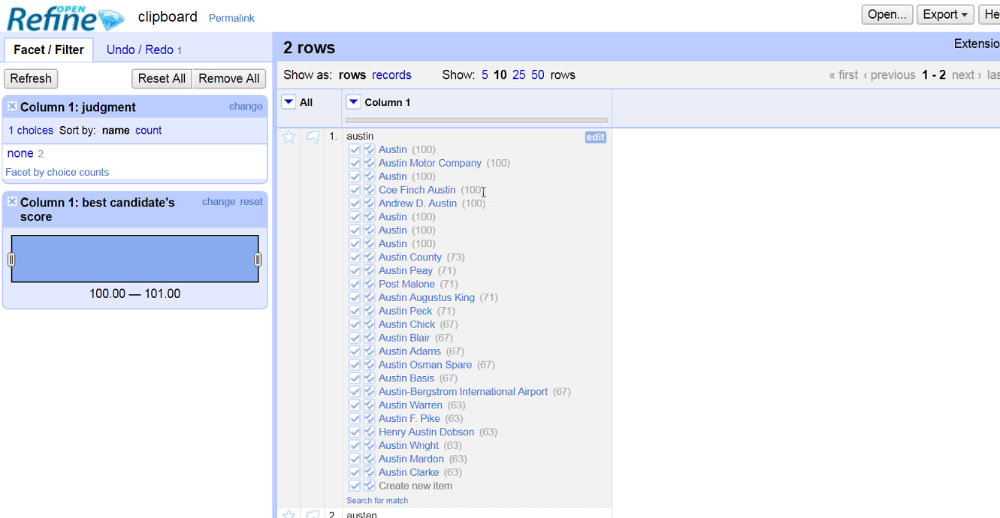 OPEN
Refine clipboard Permalink Open... Export He
Facet / Filter Undo / Redo 1
2 rows Extensio
Refresh Reset All Remove All
Show as: rows records Show: 5 10 25 50 rows « first ‹ previous 1 - 2 next › las
Column 1: judgment change
1 choices Sort by: name count
none 2
Facet by choice counts
Column 1: best candidate's score change reset
100.00 — 101.00
All Column 1
1. austin edit
Austin (100)
Austin Motor Company (100)
Austin (100)
Coe Finch Austin (100)
Andrew D. Austin (100)
Austin (100)
Austin (100)
Austin (100)
Austin County (73)
Austin Peay (71)
Post Malone (71)
Austin Augustus King (71)
Austin Peck (71)
Austin Chick (67)
Austin Blair (67)
Austin Adams (67)
Austin Osman Spare (67)
Austin Basis (67)
Austin-Bergstrom International Airport (67)
Austin Warren (63)
Austin F. Pike (63)
Henry Austin Dobson (63)
Austin Wright (63)
Austin Mardon (63)
Austin Clarke (63)
Create new item
Search for match
2. austen